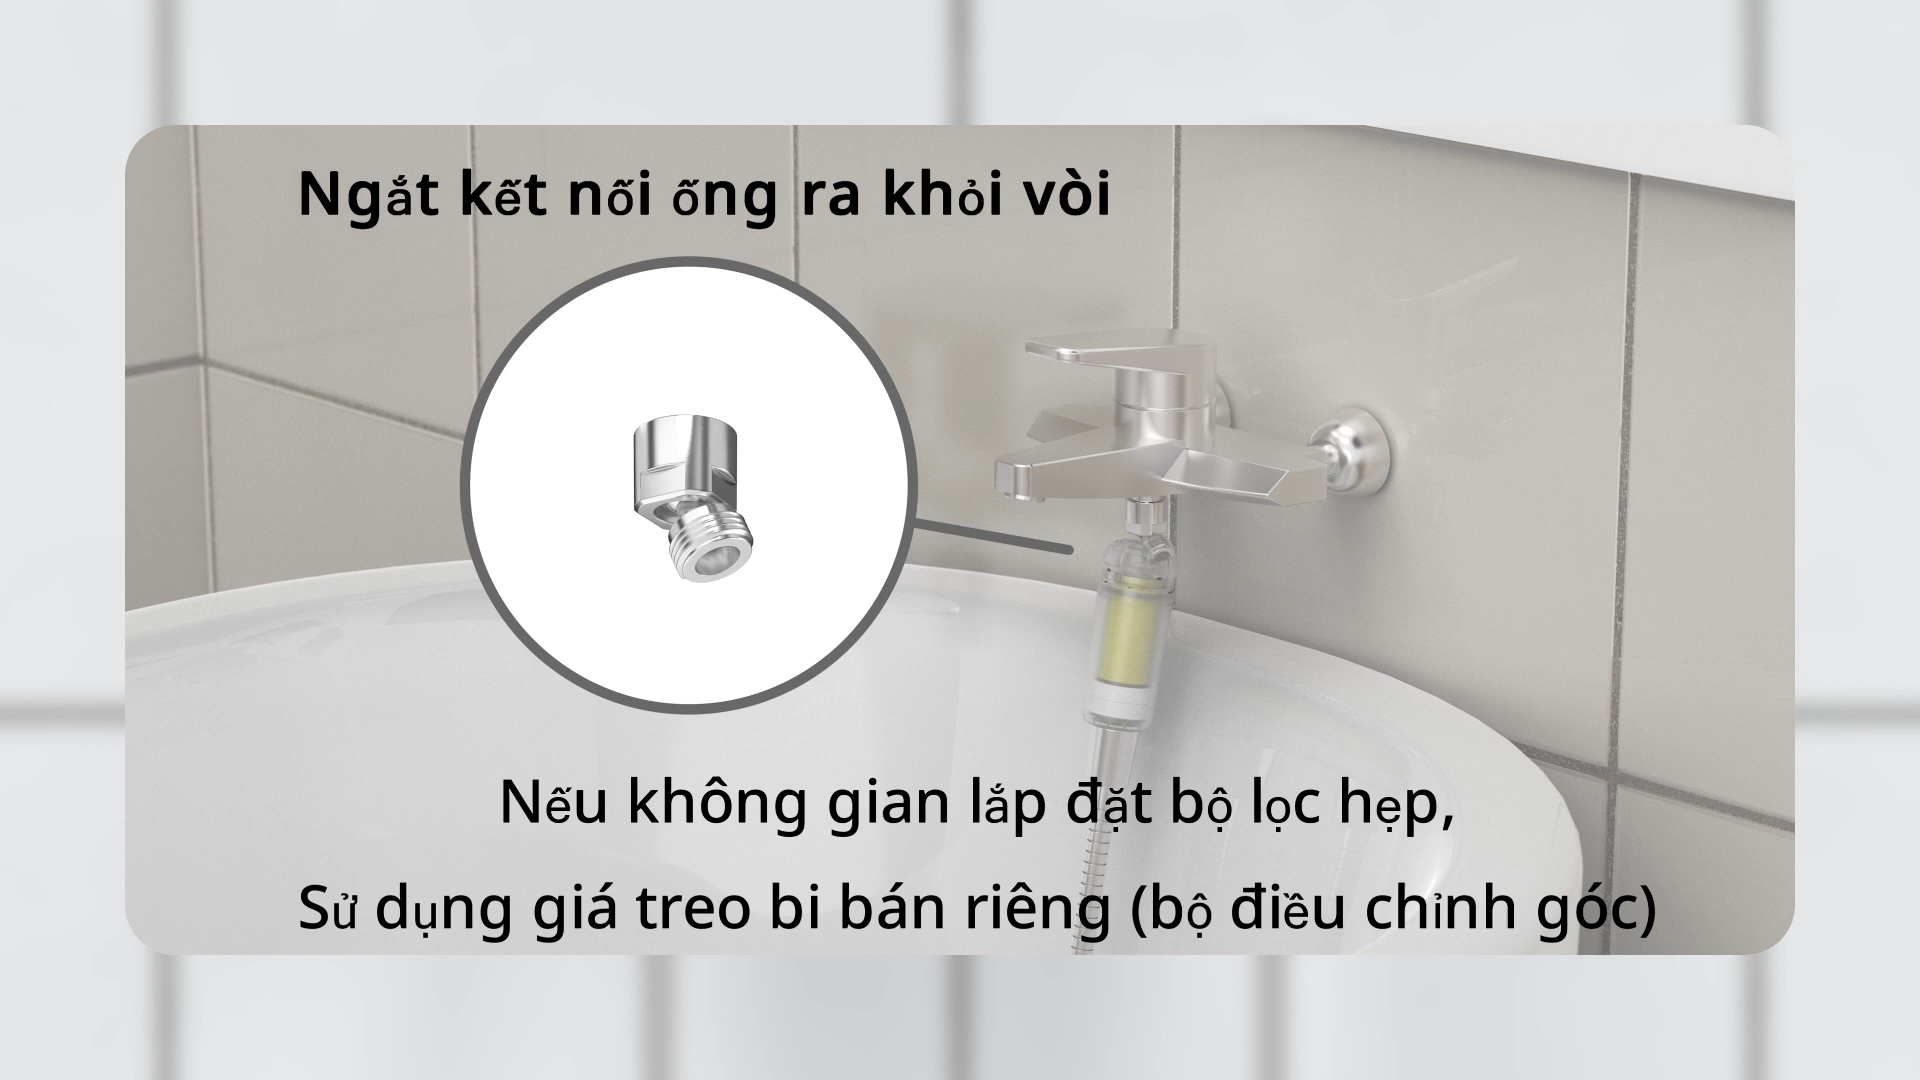 Ngắt kết nối ống ra khỏi vòi
Nếu không gian lắp đặt bộ lọc hẹp,
Sử dụng giá treo bi bán riêng (bộ điều chỉnh góc)